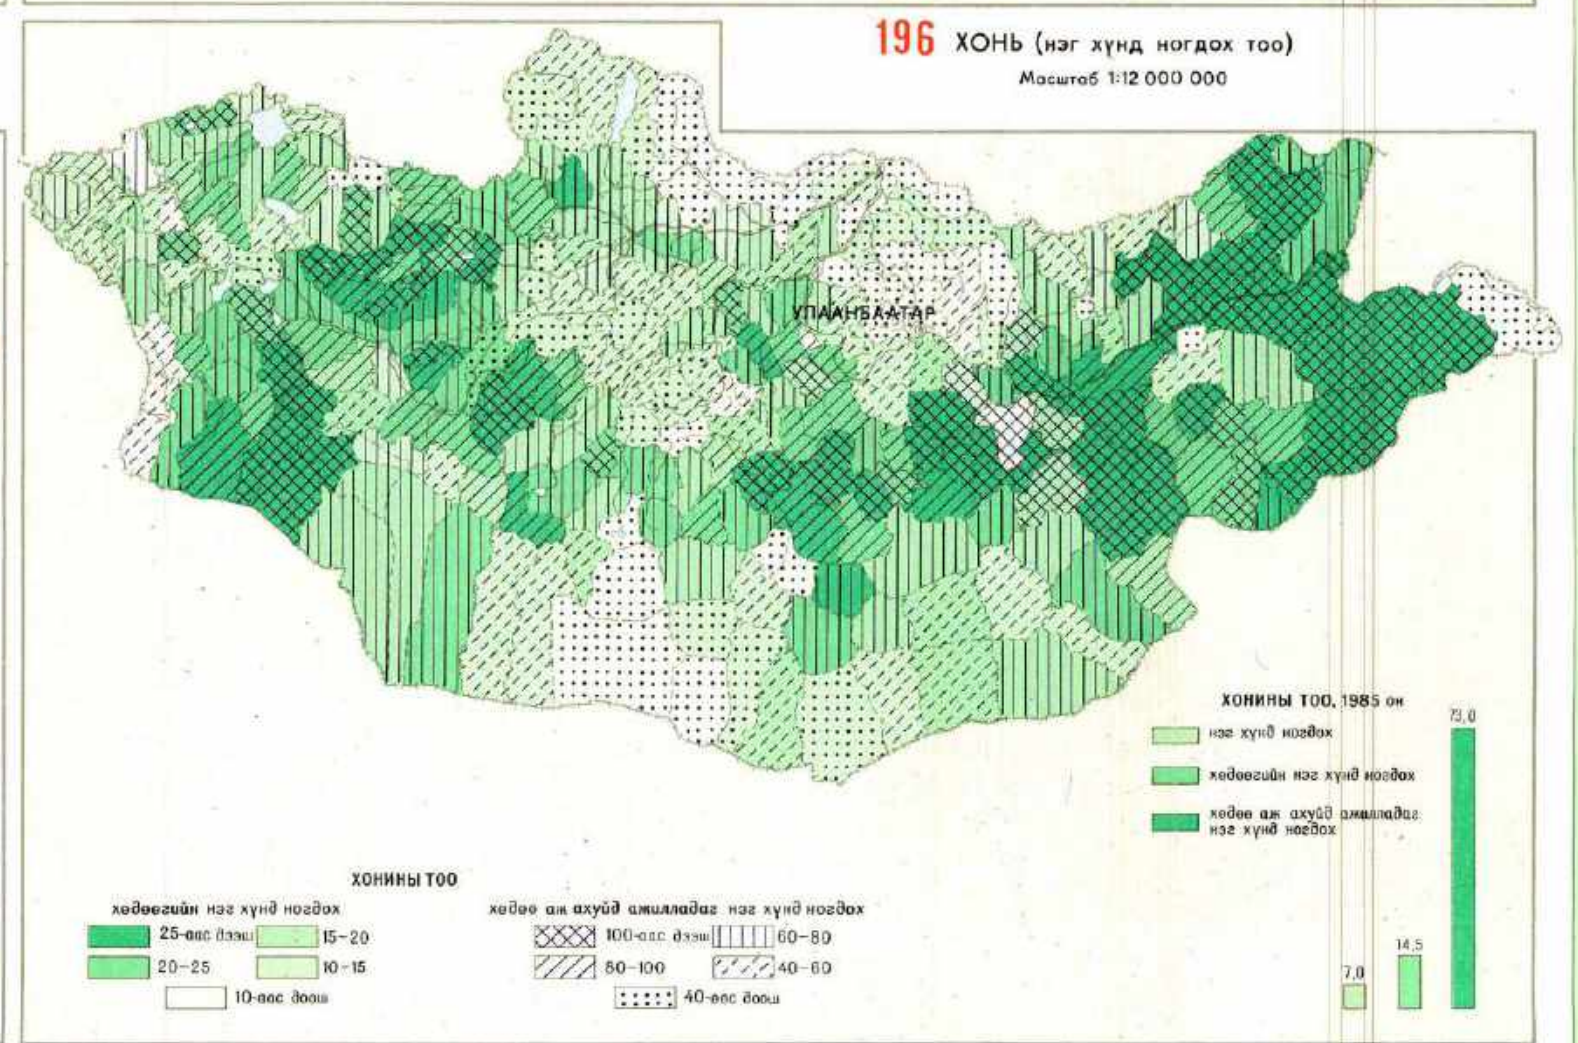 196 ХОНЬ (нэг хүнд ногдох тоо)
Масштаб 1:12 000 000
УЛААНБААТАР
ХОНИНЫ ТОО, 1985 он
нэг хүнд ногдох
хөдөөгийн нэг хүнд ногдох
хөдөө аж ахуйд ажилладаг
нэг хүнд ногдох
73,0
14,5
7,0
ХОНИНЫ ТОО
хөдөөгийн нэг хүнд ногдох
25-аас дээш
15-20
20-25
10-15
10-аас доош
хөдөө аж ахуйд ажилладаг нэг хүнд ногдох
100-аас дээш
60-80
80-100
40-60
40-өөс доош